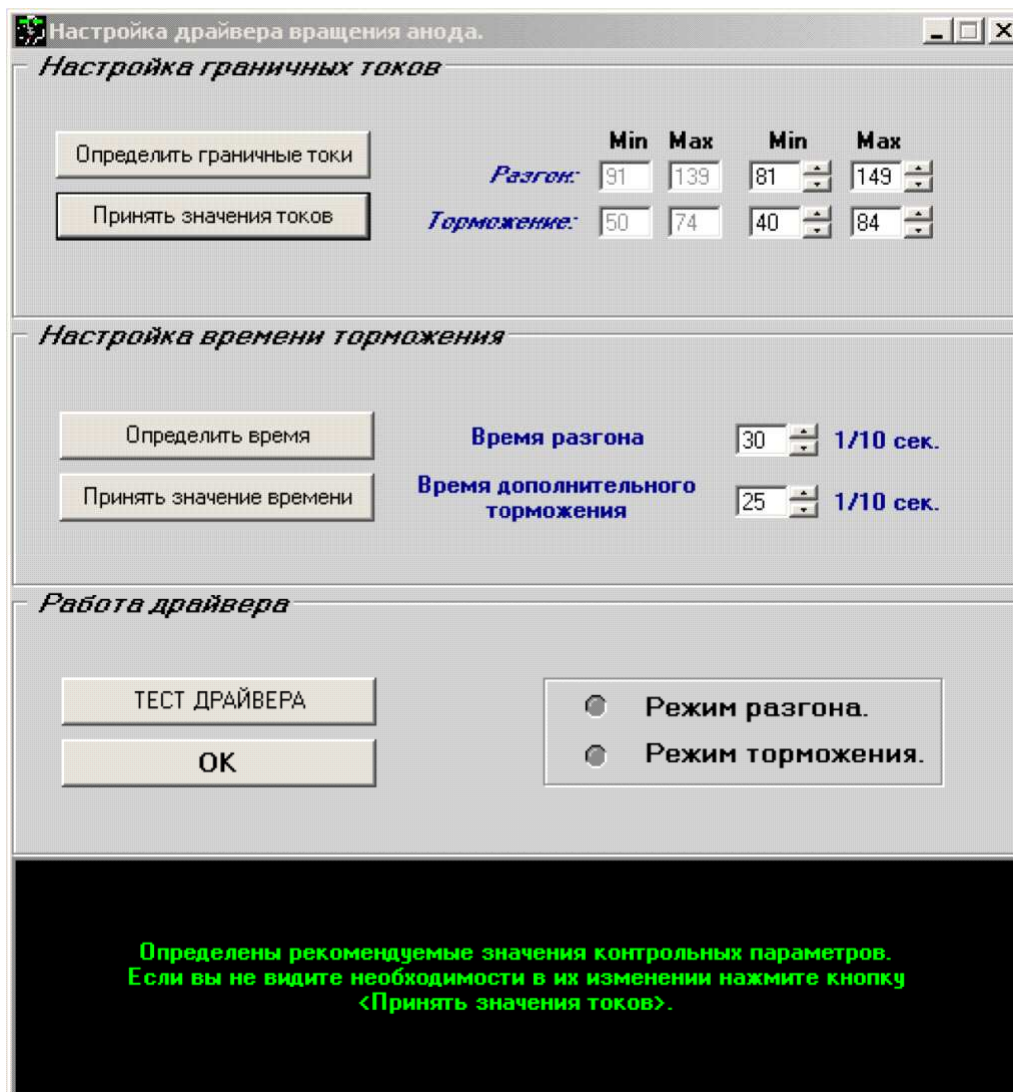 Настройка драйвера вращения анода.
Настройка граничных токов
Min Max Min Max
Определить граничные токи
Разгон: 91 139 81 149
Принять значения токов
Торможение: 50 74 40 84
Настройка времени торможения
Определить время
Время разгона 30 1/10 сек.
Принять значение времени
Время дополнительного
торможения 25 1/10 сек.
Работа драйвера
ТЕСТ ДРАЙВЕРА
Режим разгона.
OK
Режим торможения.
Определены рекомендуемые значения контрольных параметров.
Если вы не видите необходимости в их изменении нажмите кнопку
<Принять значения токов>.